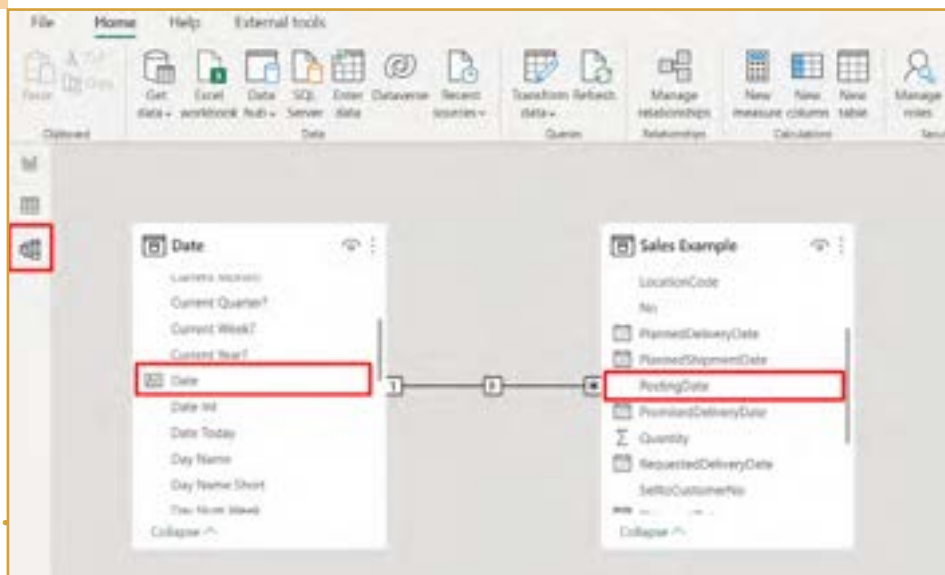 File Home Help External tools
Paste Cut Copy
Get data Excel workbook Data hub SQL Server Enter data Dataverse Recent sources Transform data Refresh Manage relationships New measure New column New table Manage roles
Clipboard Data Queries Relationships Calculations
Date
Current Quarter?
Current Week?
Current Year?
Date
Date Int
Date Today
Day Name
Day Name Short
Collapse
1
*
Sales Example
LocationCode
No
PlannedDeliveryDate
PlannedShipmentDate
PostingDate
PromisedDeliveryDate
Quantity
RequestedDeliveryDate
SellToCustomerNo
Collapse